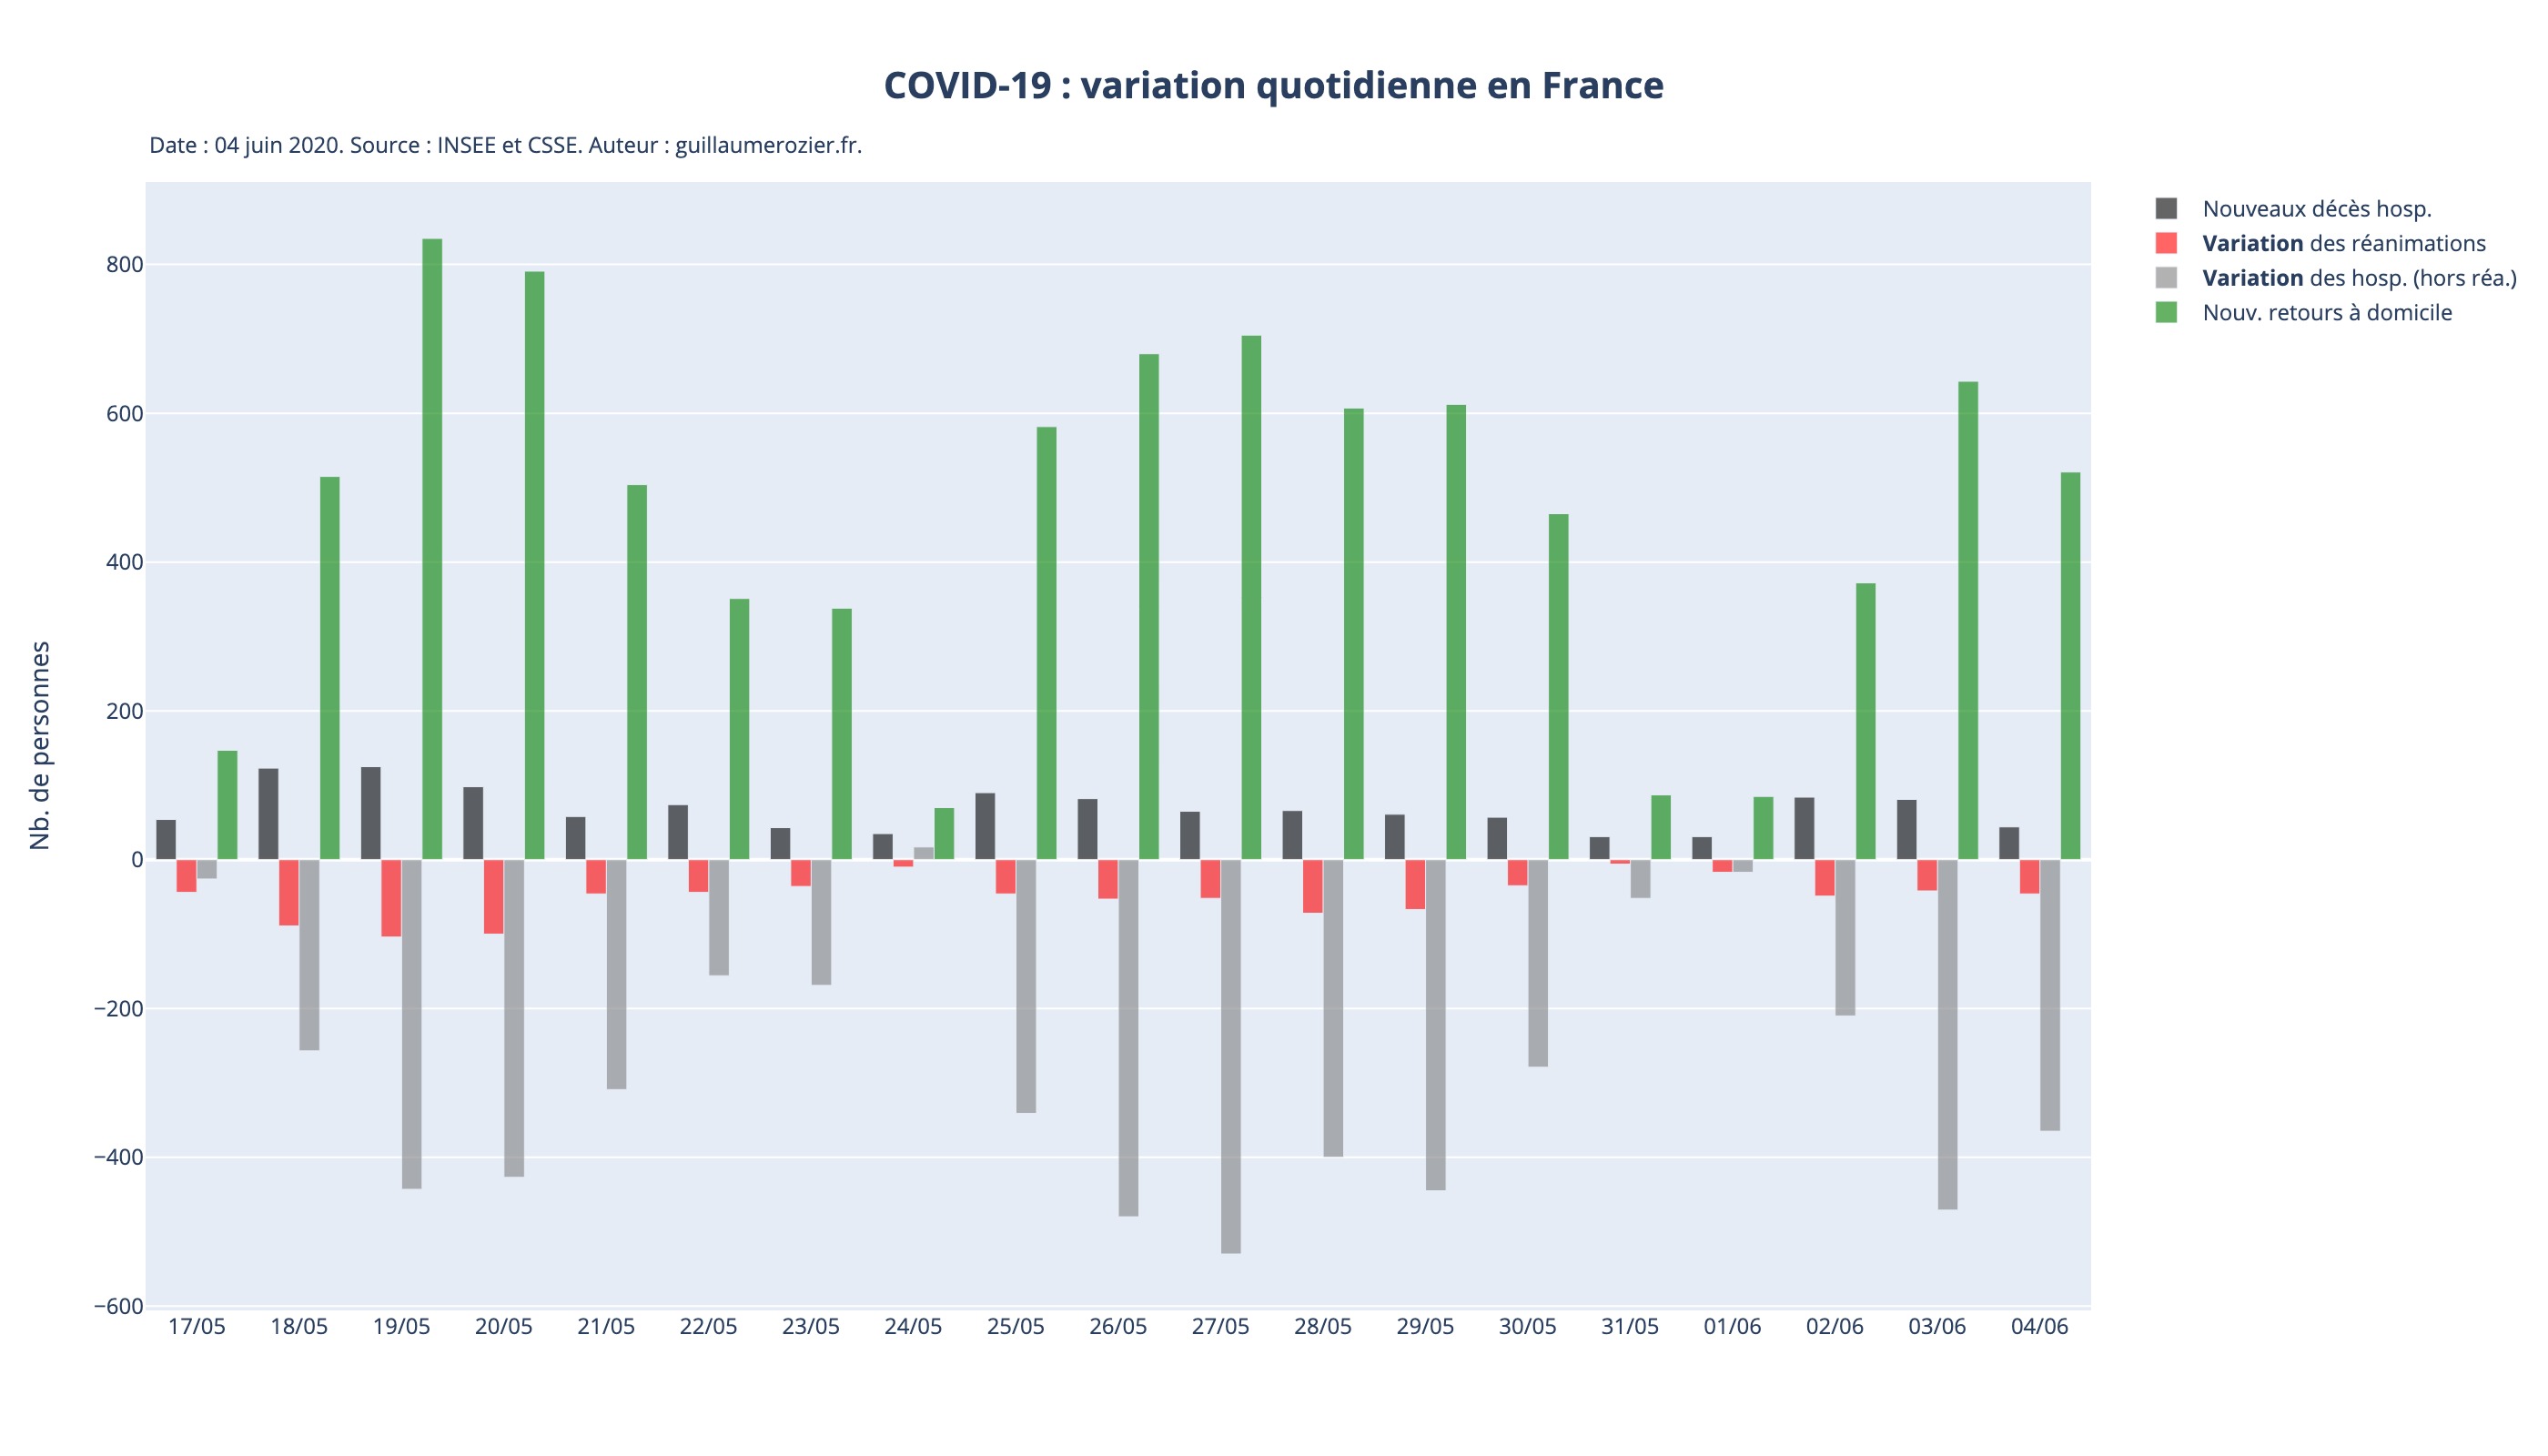 COVID-19 : variation quotidienne en France
Date : 04 juin 2020. Source : INSEE et CSSE. Auteur : guillaumerozier.fr.
Nouveaux décès hosp.
Variation des réanimations
Variation des hosp. (hors réa.)
Nouv. retours à domicile
Nb. de personnes
800
600
400
200
0
−200
−400
−600
17/05 18/05 19/05 20/05 21/05 22/05 23/05 24/05 25/05 26/05 27/05 28/05 29/05 30/05 31/05 01/06 02/06 03/06 04/06